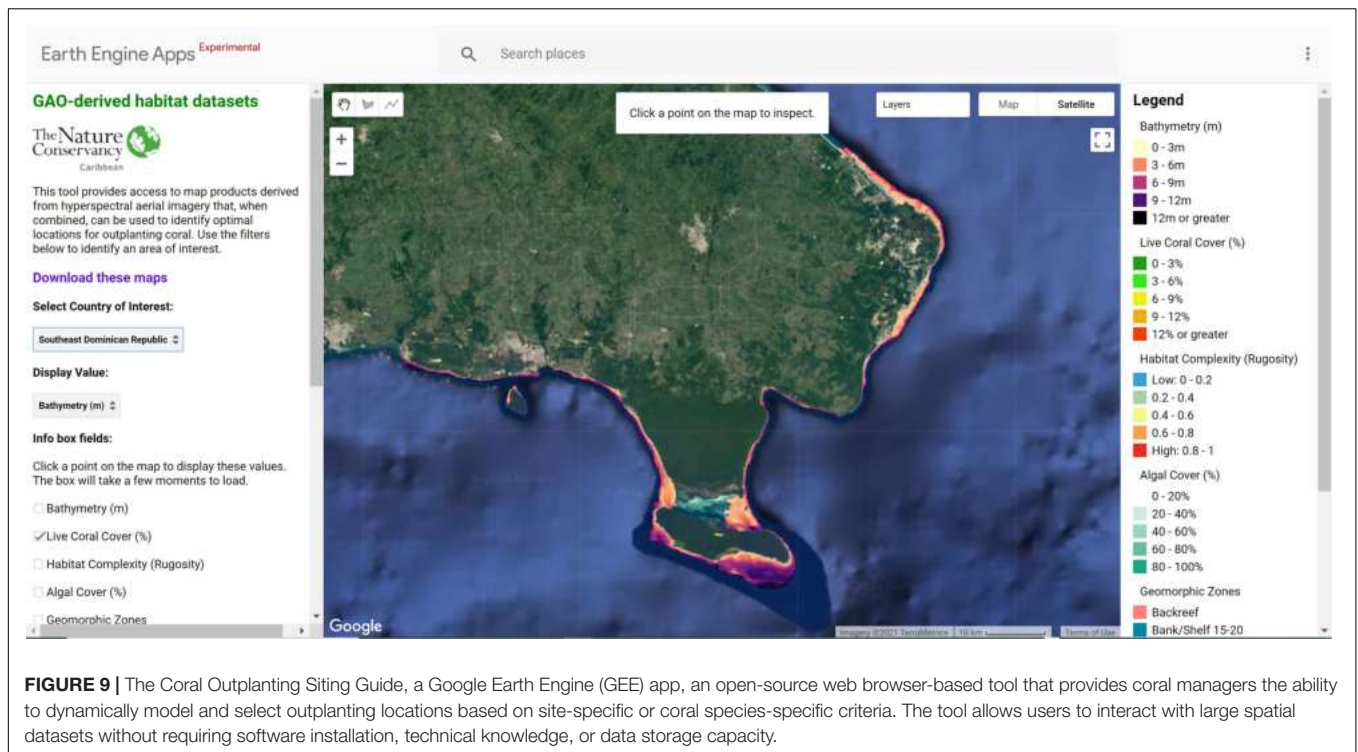 Earth Engine Apps Experimental
Search places
GAO-derived habitat datasets
The Nature
Conservancy
Caribbean
This tool provides access to map products derived
from hyperspectral aerial imagery that, when
combined, can be used to identify optimal
locations for outplanting coral. Use the filters
below to identify an area of interest.
Download these maps
Select Country of Interest:
Southeast Dominican Republic
Display Value:
Bathymetry (m)
Info box fields:
Click a point on the map to display these values.
The box will take a few moments to load.
Bathymetry (m)
Live Coral Cover (%)
Habitat Complexity (Rugosity)
Algal Cover (%)
Geomorphic Zones
+
−
Click a point on the map to inspect.
Layers
Map
Satellite
Google
Imagery ©2021 TerraMetrics
10 km
Terms of Use
Legend
Bathymetry (m)
0 - 3m
3 - 6m
6 - 9m
9 - 12m
12m or greater
Live Coral Cover (%)
0 - 3%
3 - 6%
6 - 9%
9 - 12%
12% or greater
Habitat Complexity (Rugosity)
Low: 0 - 0.2
0.2 - 0.4
0.4 - 0.6
0.6 - 0.8
High: 0.8 - 1
Algal Cover (%)
0 - 20%
20 - 40%
40 - 60%
60 - 80%
80 - 100%
Geomorphic Zones
Backreef
Bank/Shelf 15-20
FIGURE 9 | The Coral Outplanting Siting Guide, a Google Earth Engine (GEE) app, an open-source web browser-based tool that provides coral managers the ability
to dynamically model and select outplanting locations based on site-specific or coral species-specific criteria. The tool allows users to interact with large spatial
datasets without requiring software installation, technical knowledge, or data storage capacity.